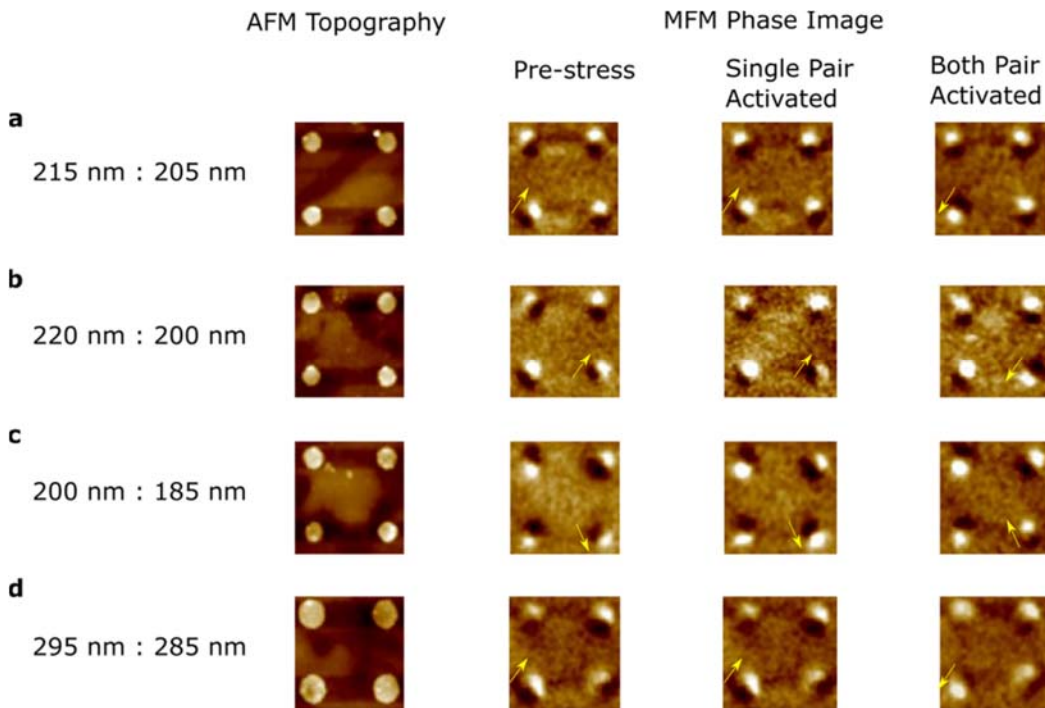 AFM Topography
MFM Phase Image
Pre-stress
Single Pair
Activated
Both Pair
Activated
a
215 nm : 205 nm
b
220 nm : 200 nm
c
200 nm : 185 nm
d
295 nm : 285 nm